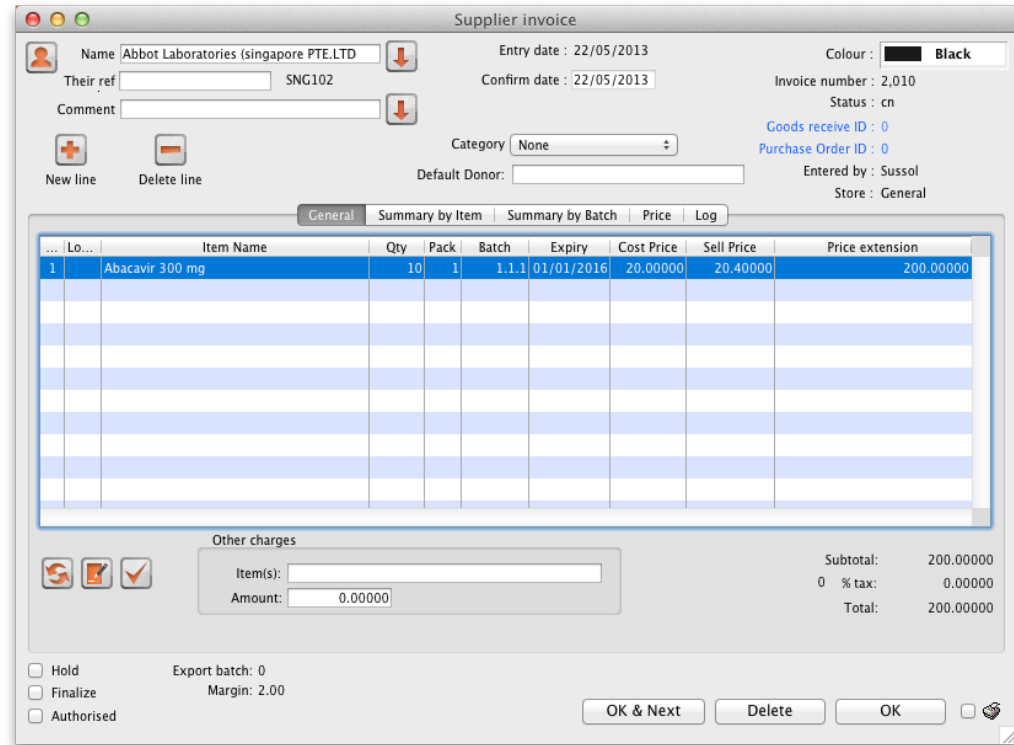 Supplier invoice
Name Abbot Laboratories (singapore PTE.LTD
Entry date : 22/05/2013
Colour : Black
Their ref SNG102
Confirm date : 22/05/2013
Invoice number : 2,010
Comment
Status : cn
Goods receive ID : 0
Category None
Purchase Order ID : 0
New line Delete line
Default Donor:
Entered by : Sussol
Store : General
General Summary by Item Summary by Batch Price Log
... Lo... Item Name Qty Pack Batch Expiry Cost Price Sell Price Price extension
1 Abacavir 300 mg 10 1 1.1.1 01/01/2016 20.00000 20.40000 200.00000
Other charges
Item(s):
Amount: 0.00000
Subtotal: 200.00000
0 % tax: 0.00000
Total: 200.00000
Hold Export batch: 0
Finalize Margin: 2.00
Authorised
OK & Next Delete OK